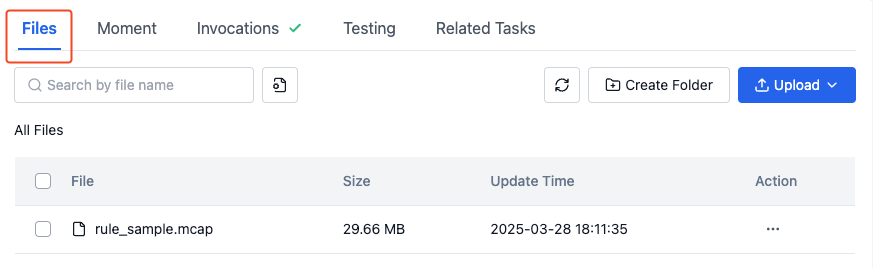 Files Moment Invocations Testing Related Tasks
Search by file name Create Folder Upload
All Files
File Size Update Time Action
rule_sample.mcap 29.66 MB 2025-03-28 18:11:35 ···